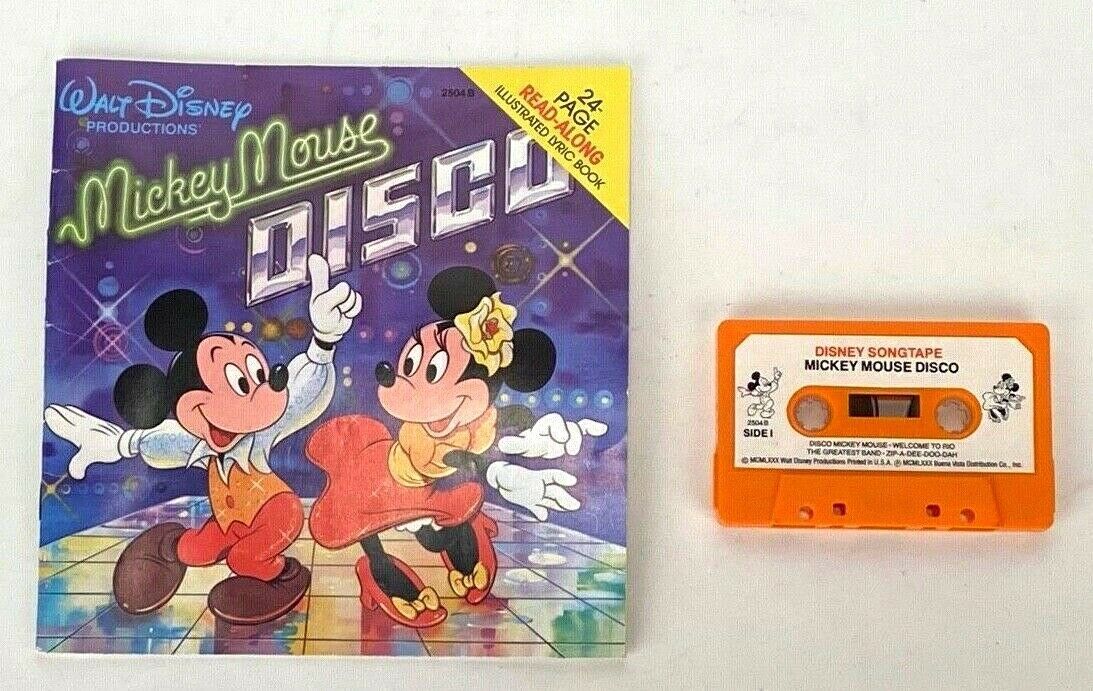 WALT DISNEY
PRODUCTIONS
2504 B
24-
PAGE
READ-ALONG
ILLUSTRATED LYRIC BOOK
Mickey Mouse
DISCO
DISNEY SONGTAPE
MICKEY MOUSE DISCO
2504 B
SIDE I
DISCO MICKEY MOUSE • WELCOME TO RIO
THE GREATEST BAND • ZIP-A-DEE-DOO-DAH
© MCMLXXX Walt Disney Productions Printed in U.S.A. ℗ MCMLXXX Buena Vista Distribution Co., Inc.